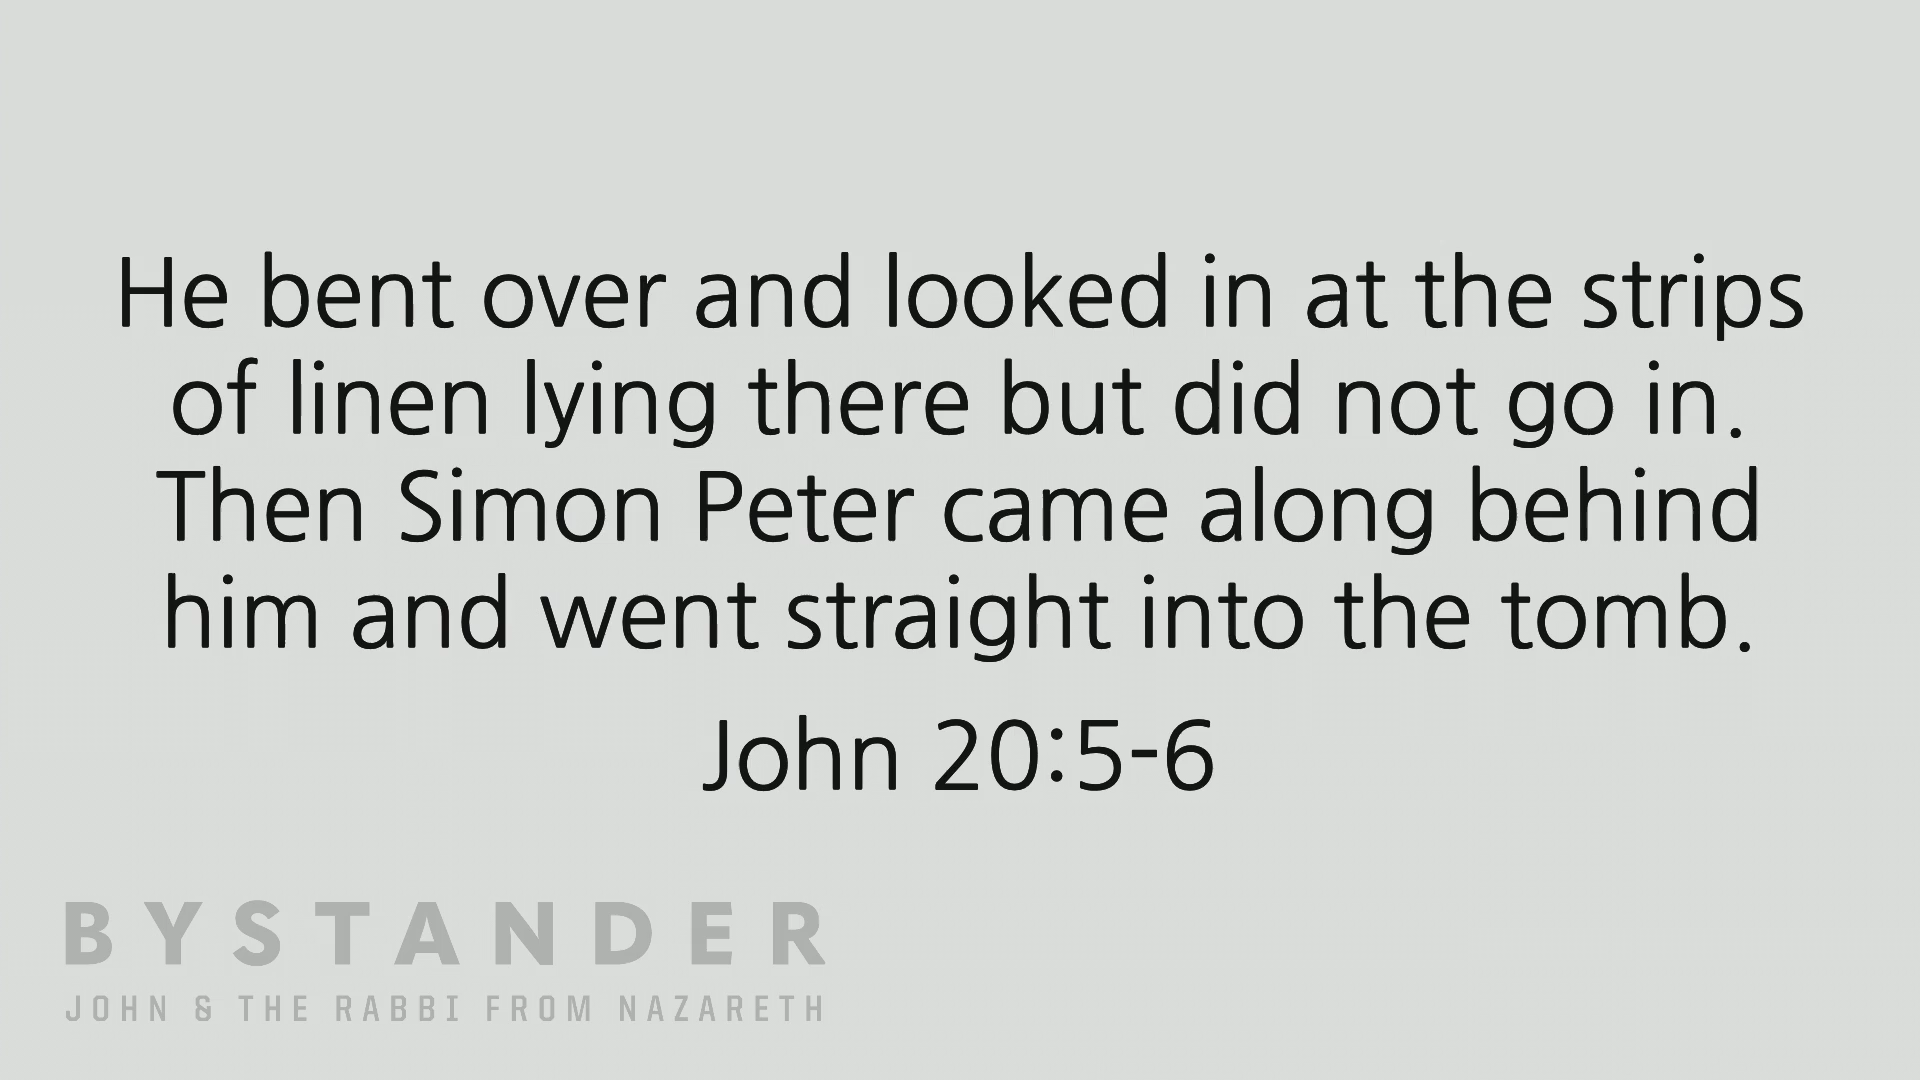 He bent over and looked in at the strips
of linen lying there but did not go in.
Then Simon Peter came along behind
him and went straight into the tomb.
John 20:5-6
BYSTANDER
JOHN & THE RABBI FROM NAZARETH